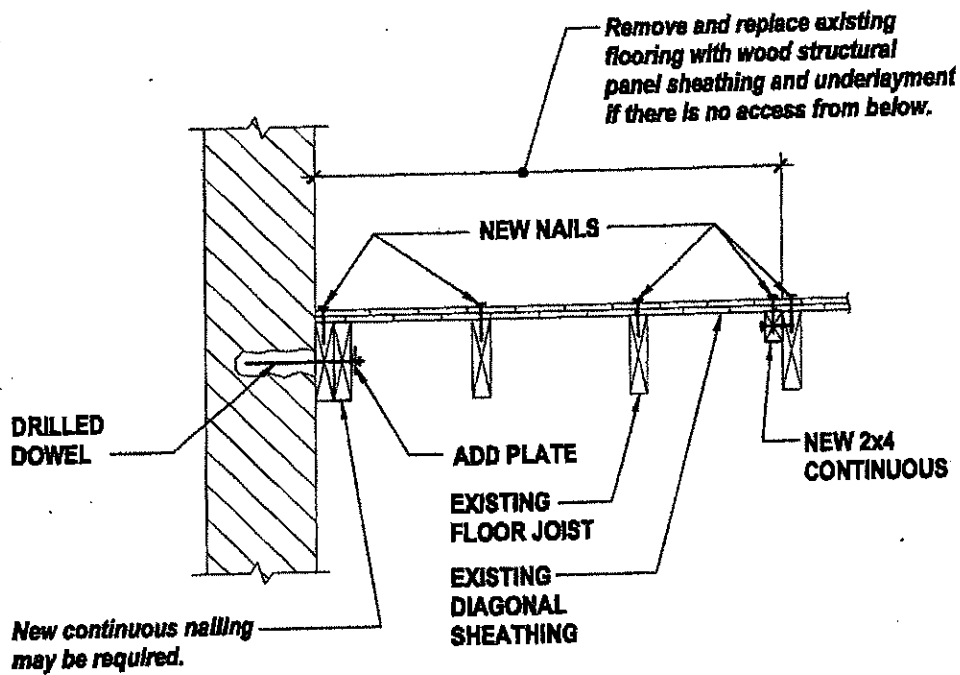 Remove and replace existing
flooring with wood structural
panel sheathing and underlayment
if there is no access from below.
NEW NAILS
DRILLED
DOWEL
ADD PLATE
NEW 2x4
CONTINUOUS
EXISTING
FLOOR JOIST
EXISTING
DIAGONAL
SHEATHING
New continuous nailing
may be required.